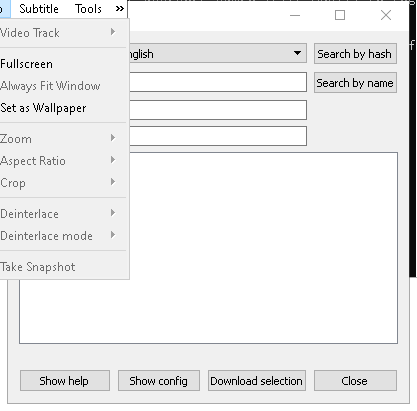 Subtitle Tools »
Video Track
Fullscreen
Always Fit Window
Set as Wallpaper
Zoom
Aspect Ratio
Crop
Deinterlace
Deinterlace mode
Take Snapshot
Search by hash
Search by name
Show help Show config Download selection Close